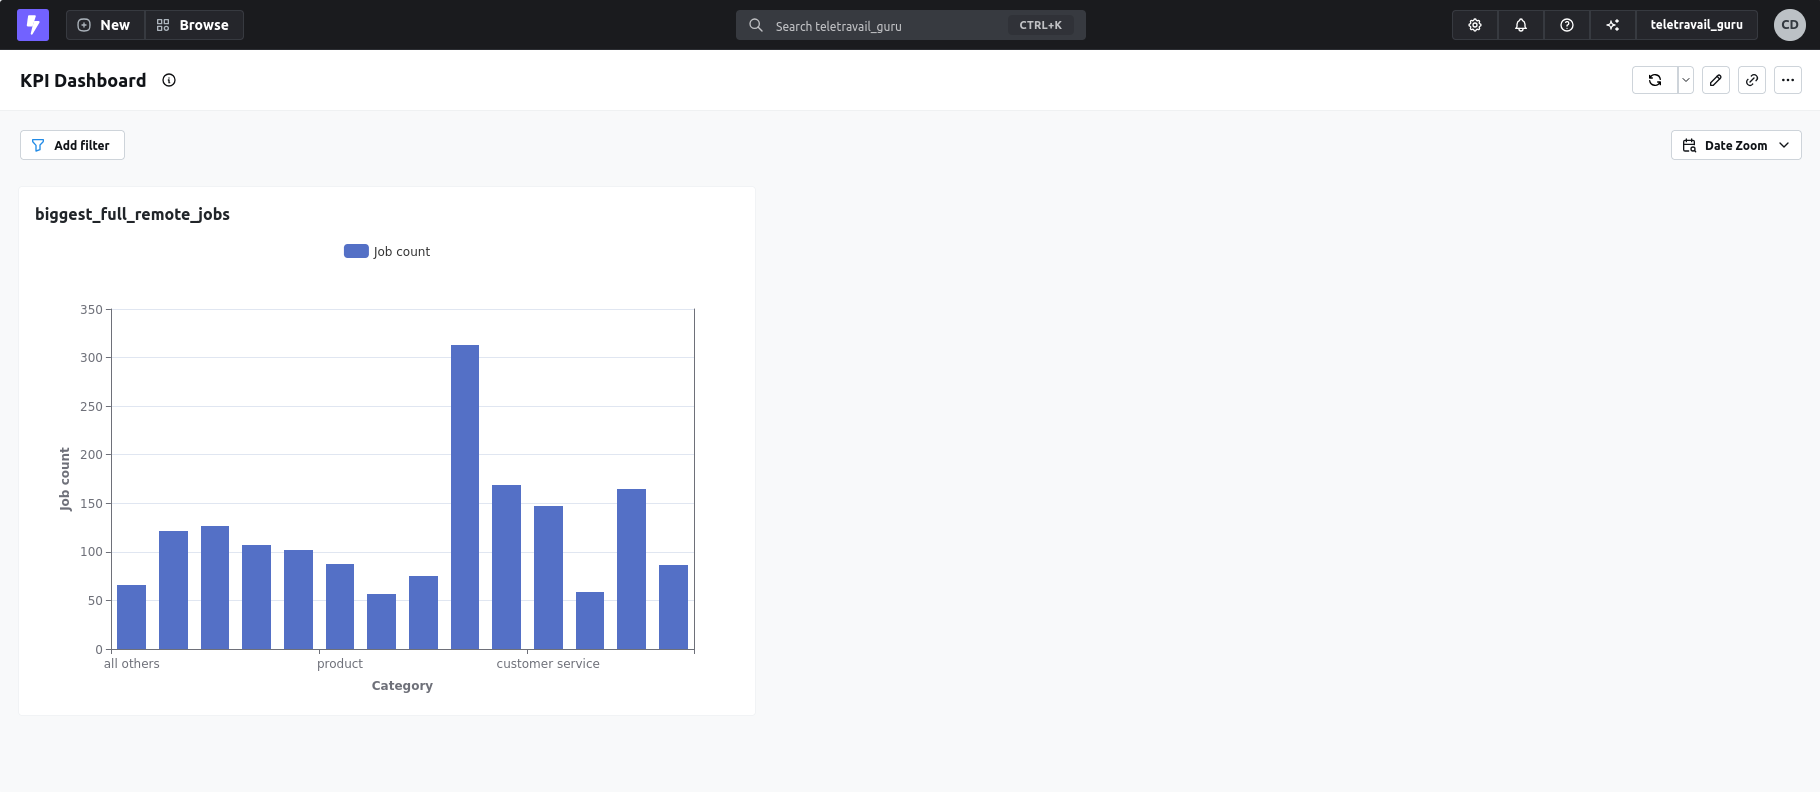 New
Browse
Search teletravail_guru
CTRL+K
teletravail_guru
CD
KPI Dashboard
Add filter
Date Zoom
biggest_full_remote_jobs
Job count
350
300
250
200
150
100
50
0
Job count
all others
product
customer service
Category